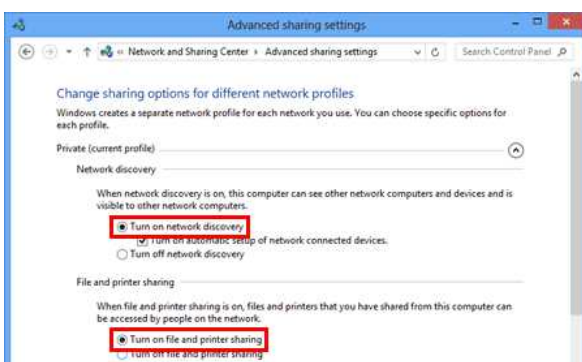 Advanced sharing settings
« Network and Sharing Center › Advanced sharing settings
Search Control Panel
Change sharing options for different network profiles
Windows creates a separate network profile for each network you use. You can choose specific options for
each profile.
Private (current profile)
Network discovery
When network discovery is on, this computer can see other network computers and devices and is
visible to other network computers.
Turn on network discovery
Turn on automatic setup of network connected devices.
Turn off network discovery
File and printer sharing
When file and printer sharing is on, files and printers that you have shared from this computer can
be accessed by people on the network.
Turn on file and printer sharing
Turn off file and printer sharing